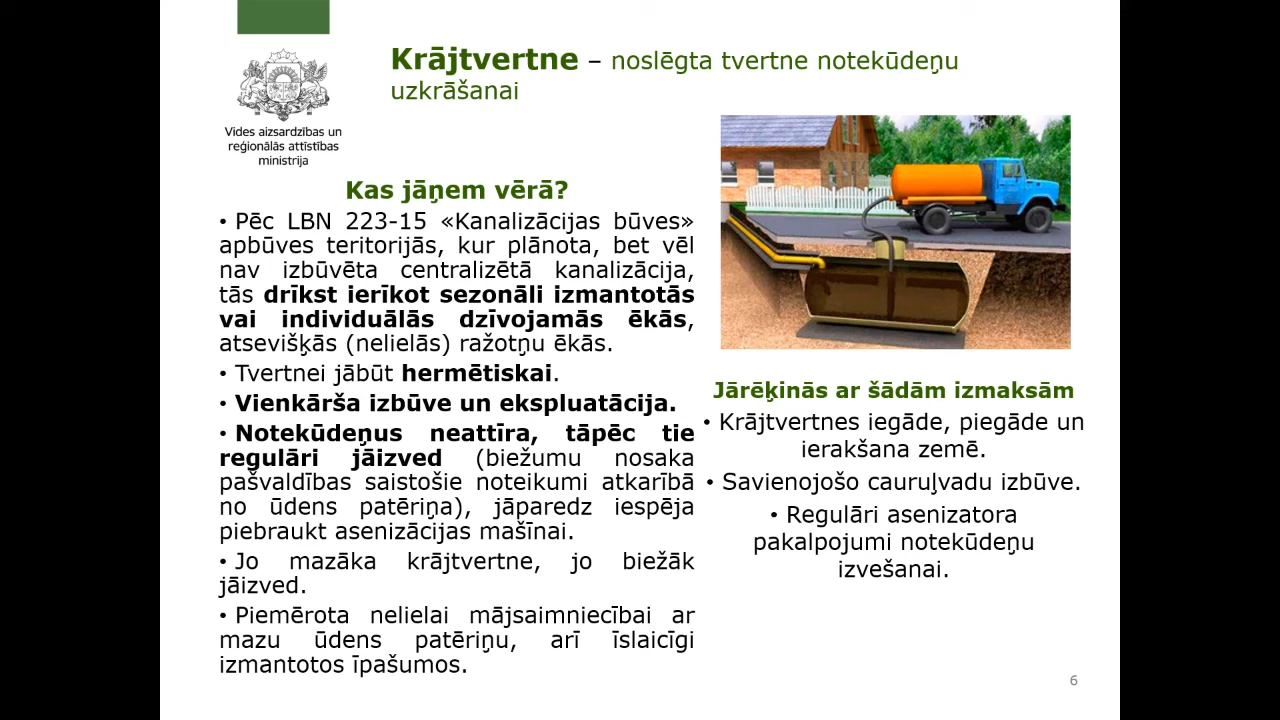 Vides aizsardzības un
reģionālās attīstības
ministrija
Krājtvertne – noslēgta tvertne notekūdeņu
uzkrāšanai
Kas jāņem vērā?
• Pēc LBN 223-15 «Kanalizācijas būves»
apbūves teritorijās, kur plānota, bet vēl
nav izbūvēta centralizētā kanalizācija,
tās drīkst ierīkot sezonāli izmantotās
vai individuālās dzīvojamās ēkās,
atsevišķās (nelielās) ražotņu ēkās.
• Tvertnei jābūt hermētiskai.
• Vienkārša izbūve un ekspluatācija.
• Notekūdeņus neattīra, tāpēc tie
regulāri jāizved (biežumu nosaka
pašvaldības saistošie noteikumi atkarībā
no ūdens patēriņa), jāparedz iespēja
piebraukt asenizācijas mašīnai.
• Jo mazāka krājtvertne, jo biežāk
jāizved.
• Piemērota nelielai mājsaimniecībai ar
mazu ūdens patēriņu, arī īslaicīgi
izmantotos īpašumos.
Jārēķinās ar šādām izmaksām
• Krājtvertnes iegāde, piegāde un
ierakšana zemē.
• Savienojošo cauruļvadu izbūve.
• Regulāri asenizatora
pakalpojumi notekūdeņu
izvešanai.
6